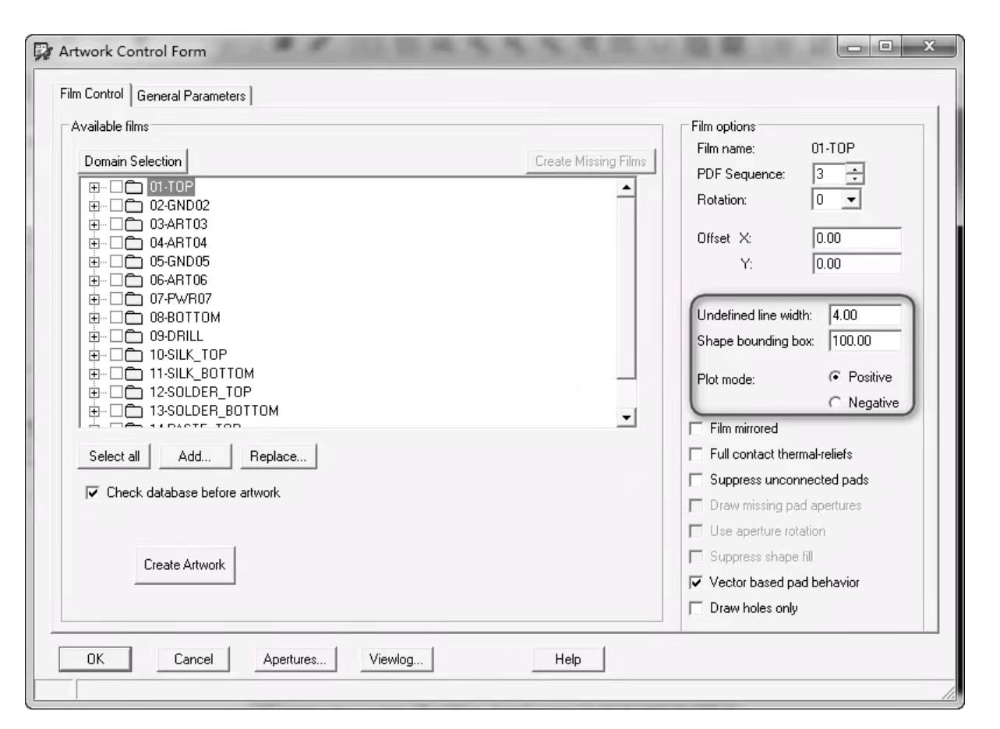 Artwork Control Form
Film Control
General Parameters
Available films
Domain Selection
Create Missing Films
01-TOP
02-GND02
03-ART03
04-ART04
05-GND05
06-ART06
07-PWR07
08-BOTTOM
09-DRILL
10-SILK_TOP
11-SILK_BOTTOM
12-SOLDER_TOP
13-SOLDER_BOTTOM
14-PASTE_TOP
Select all
Add...
Replace...
Check database before artwork
Create Artwork
Film options
Film name: 01-TOP
PDF Sequence: 3
Rotation: 0
Offset X: 0.00
Y: 0.00
Undefined line width: 4.00
Shape bounding box: 100.00
Plot mode: Positive
Negative
Film mirrored
Full contact thermal-reliefs
Suppress unconnected pads
Draw missing pad apertures
Use aperture rotation
Suppress shape fill
Vector based pad behavior
Draw holes only
OK
Cancel
Apertures...
Viewlog...
Help